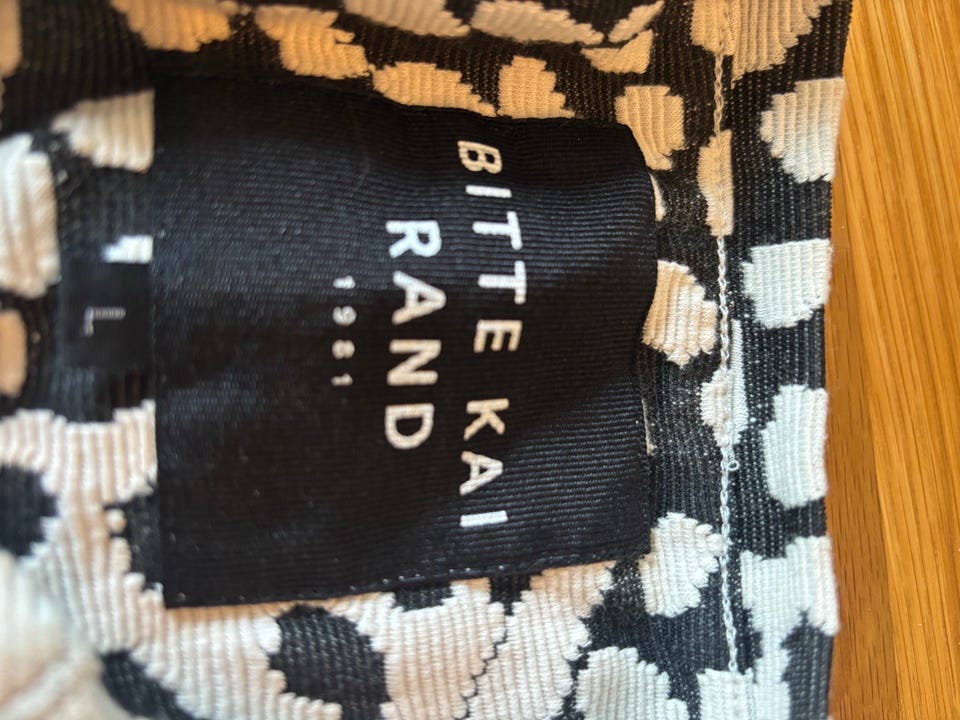 BITTE KAI
RAND
1981
L